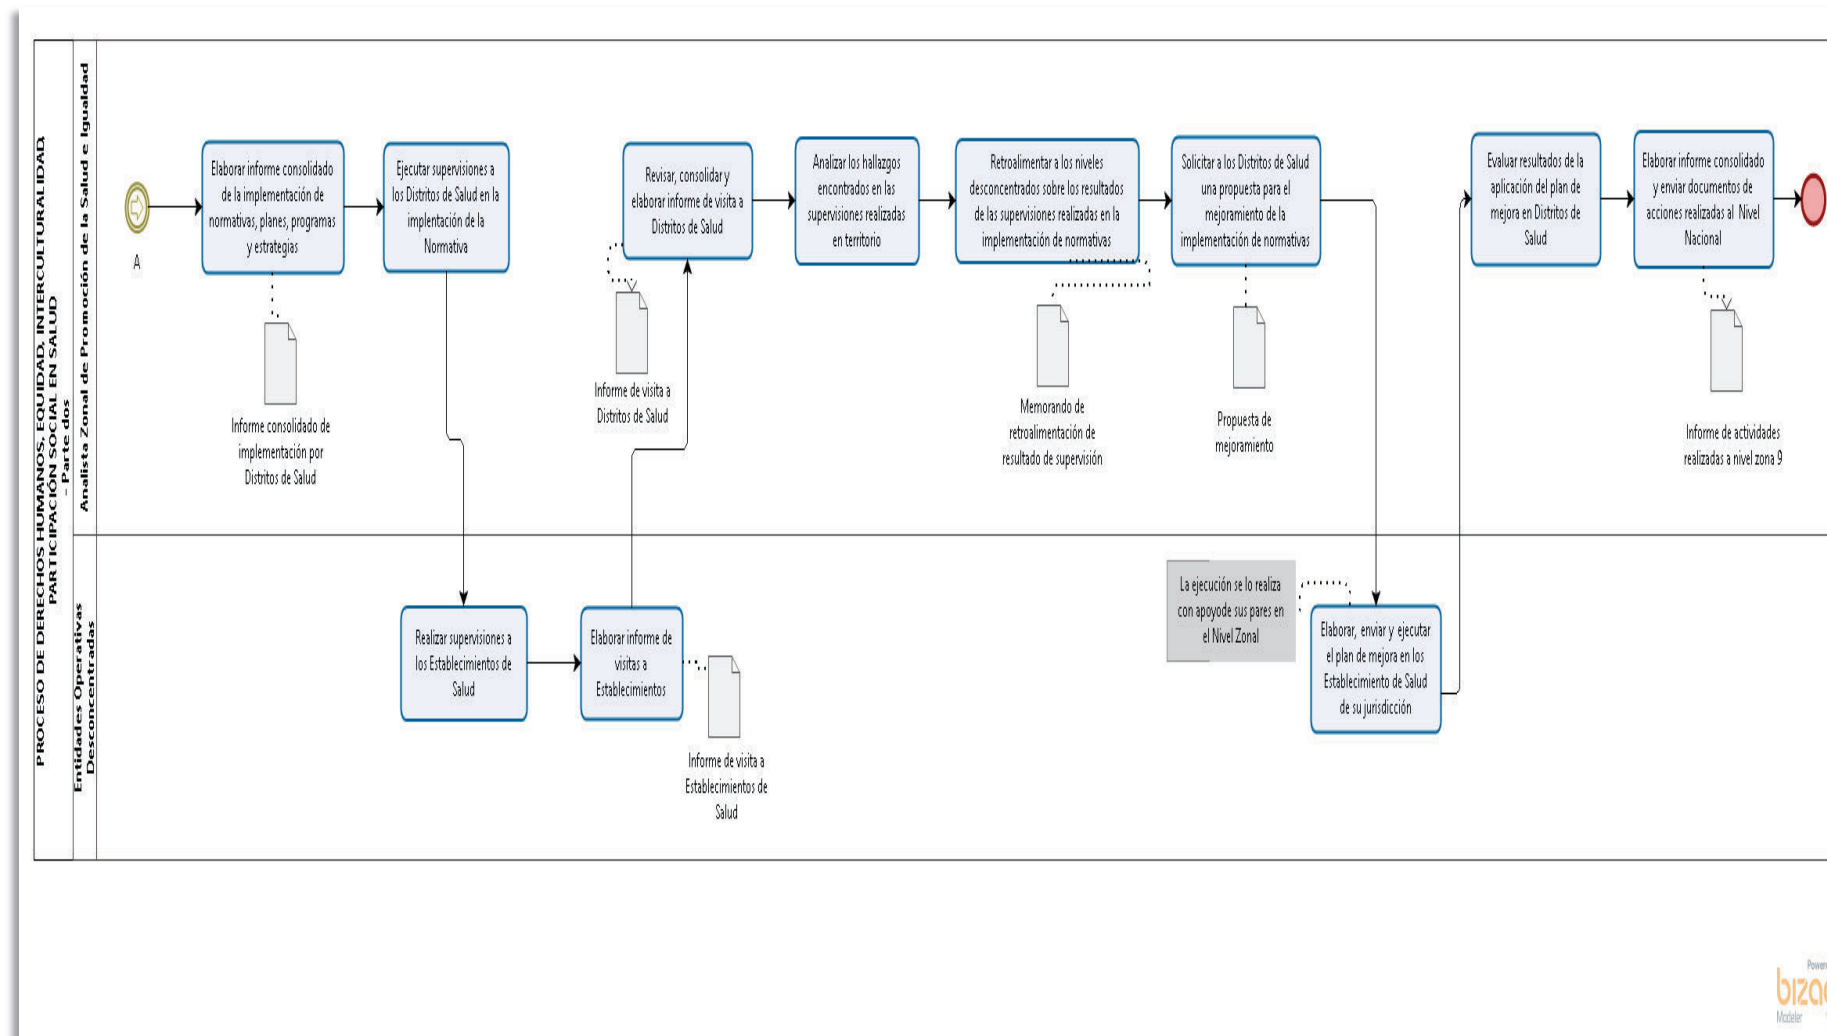 PROCESO DE DERECHOS HUMANOS, EQUIDAD, INTERCULTURALIDAD,
PARTICIPACIÓN SOCIAL EN SALUD
- Parte dos
Analista Zonal de Promoción de la Salud e Igualdad
A
Elaborar informe consolidado
de la implementación de
normativas, planes, programas
y estrategias
Informe consolidado de
implementación por
Distritos de Salud
Ejecutar supervisiones a
los Distritos de Salud en la
implentación de la
Normativa
Revisar, consolidar y
elaborar informe de visita a
Distritos de Salud
Informe de visita a
Distritos de Salud
Analizar los hallazgos
encontrados en las
supervisiones realizadas
en territorio
Retroalimentar a los niveles
desconcentrados sobre los resultados
de las supervisiones realizadas en la
implementación de normativas
Memorando de
retroalimentación de
resultado de supervisión
Solicitar a los Distritos de Salud
una propuesta para el
mejoramiento de la
implementación de normativas
Propuesta de
mejoramiento
Evaluar resultados de la
aplicación del plan de
mejora en Distritos de
Salud
Elaborar informe consolidado
y enviar documentos de
acciones realizadas al Nivel
Nacional
Informe de actividades
realizadas a nivel zona 9
Entidades Operativas
Desconcentradas
Realizar supervisiones a
los Establecimientos de
Salud
Elaborar informe de
visitas a
Establecimientos
Informe de visita a
Establecimientos de
Salud
La ejecución se lo realiza
con apoyode sus pares en
el Nivel Zonal
Elaborar, enviar y ejecutar
el plan de mejora en los
Establecimiento de Salud
de su jurisdicción
Modeler